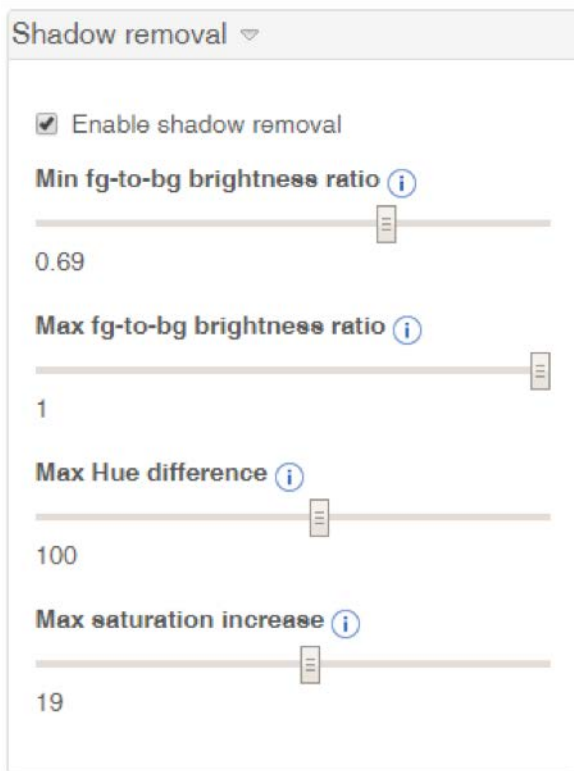 Shadow removal
Enable shadow removal
Min fg-to-bg brightness ratio
0.69
Max fg-to-bg brightness ratio
1
Max Hue difference
100
Max saturation increase
19